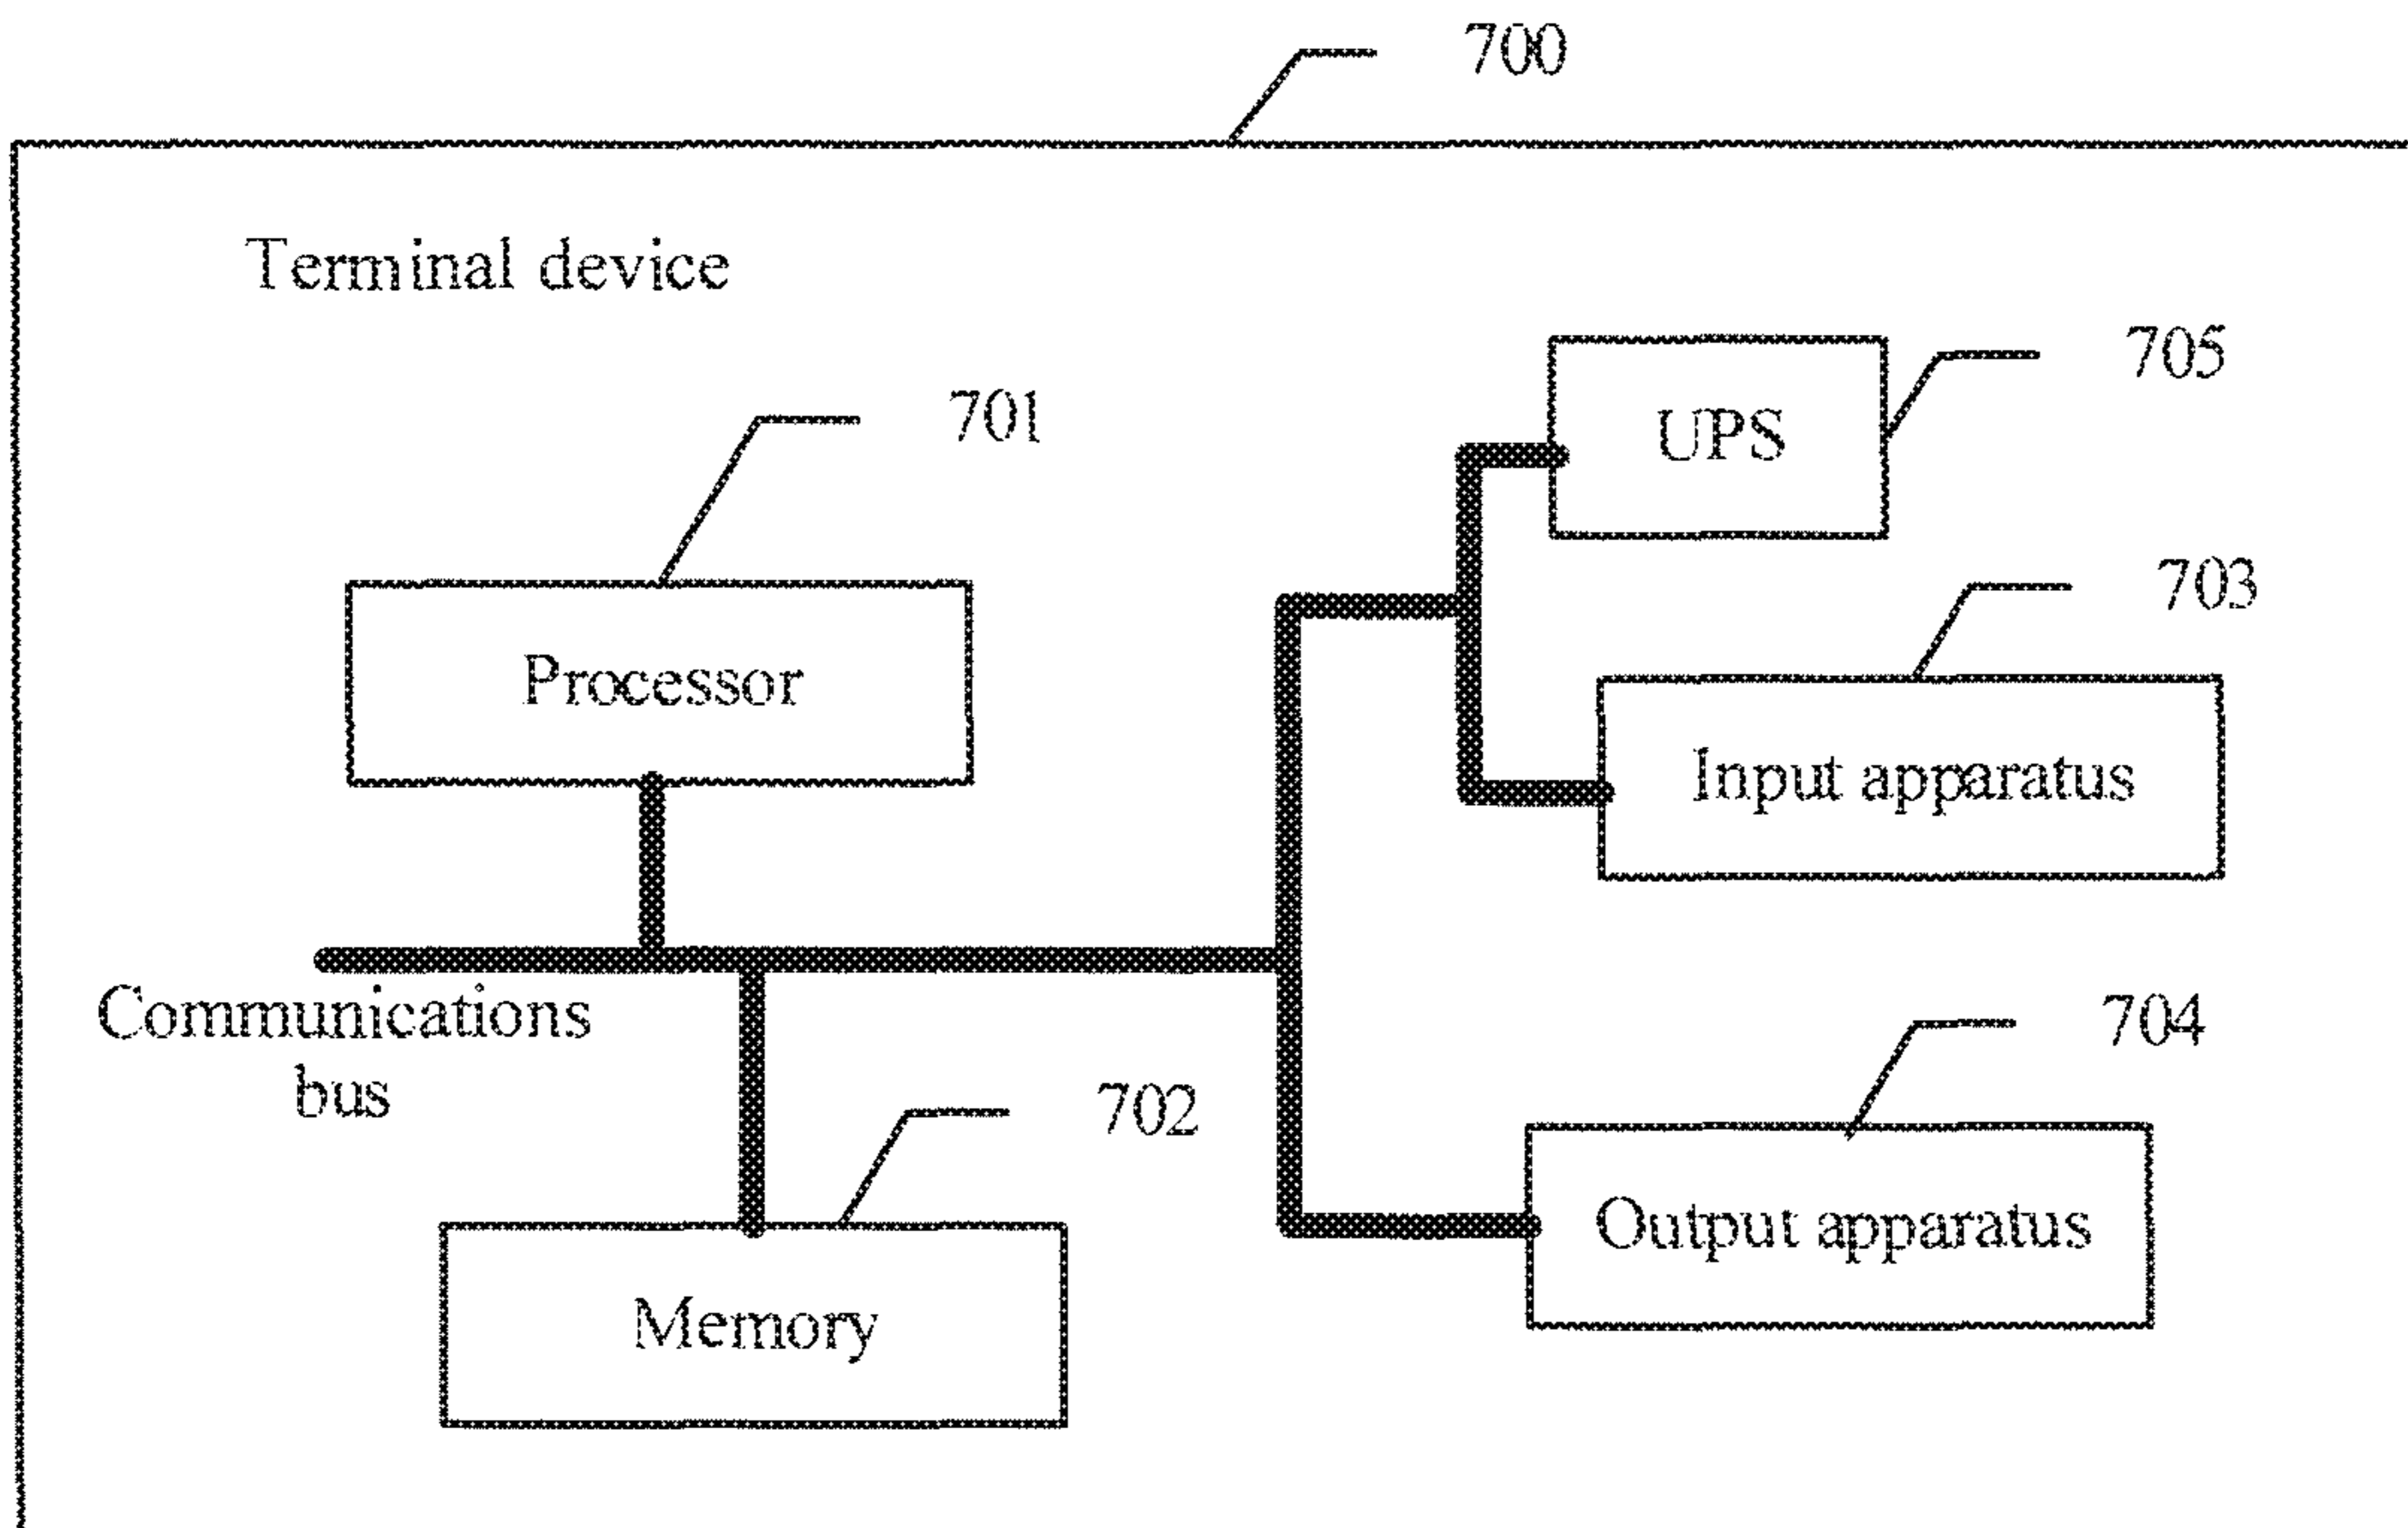 700
Terminal device
705
UPS
701
703
Processor
Input apparatus
Communications
bus
704
702
Output apparatus
Memory